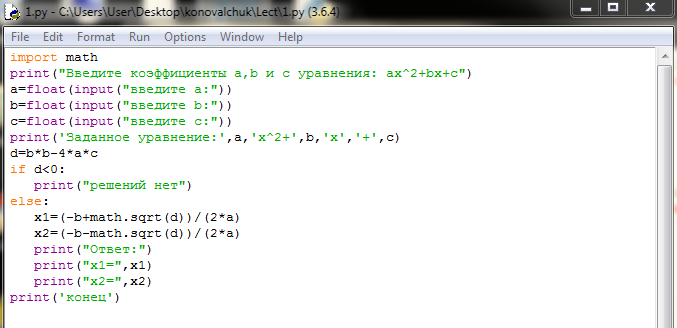 1.py - C:\Users\User\Desktop\konovalchuk\Lect\1.py (3.6.4)
File Edit Format Run Options Window Help
import math
print("Введите коэффициенты a,b и c уравнения: ax^2+bx+c")
a=float(input("введите a:"))
b=float(input("введите b:"))
c=float(input("введите c:"))
print('Заданное уравнение:',a,'x^2+',b,'x','+',c)
d=b*b-4*a*c
if d<0:
   print("решений нет")
else:
   x1=(-b+math.sqrt(d))/(2*a)
   x2=(-b-math.sqrt(d))/(2*a)
   print("Ответ:")
   print("x1=",x1)
   print("x2=",x2)
print('конец')